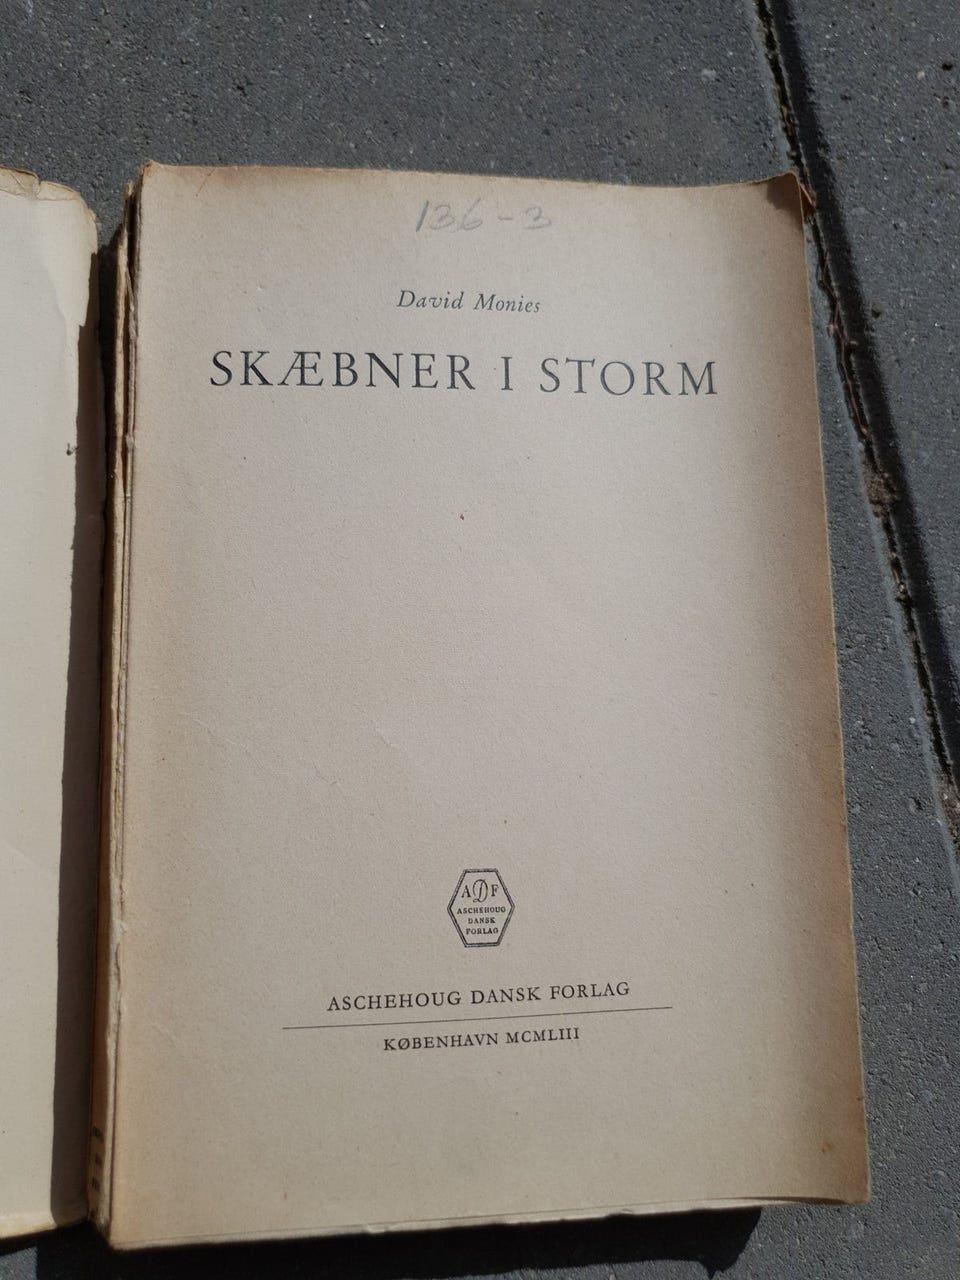 136-3
David Monies
SKÆBNER I STORM
ADF
ASCHEHOUG
DANSK
FORLAG
ASCHEHOUG DANSK FORLAG
KØBENHAVN MCMLIII